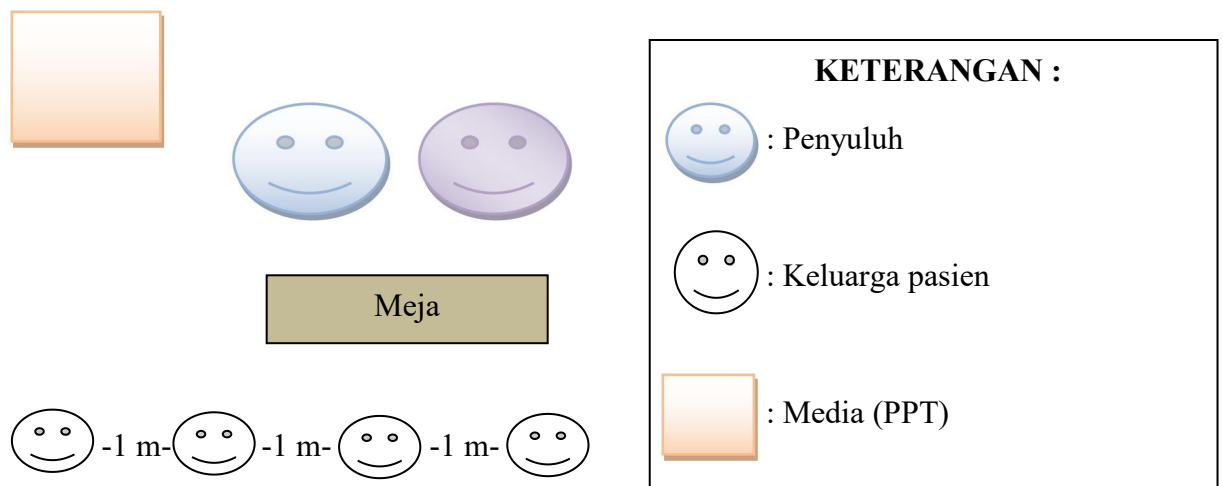 KETERANGAN :
: Penyuluh
: Keluarga pasien
: Media (PPT)
Meja
-1 m- -1 m- -1 m-